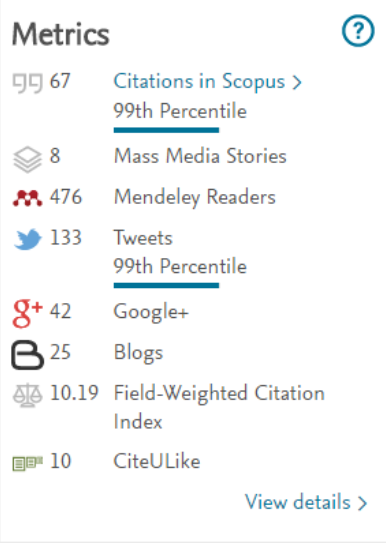 Metrics ?
67 Citations in Scopus >
99th Percentile
8 Mass Media Stories
476 Mendeley Readers
133 Tweets
99th Percentile
g+ 42 Google+
B 25 Blogs
10.19 Field-Weighted Citation
Index
10 CiteULike
View details >